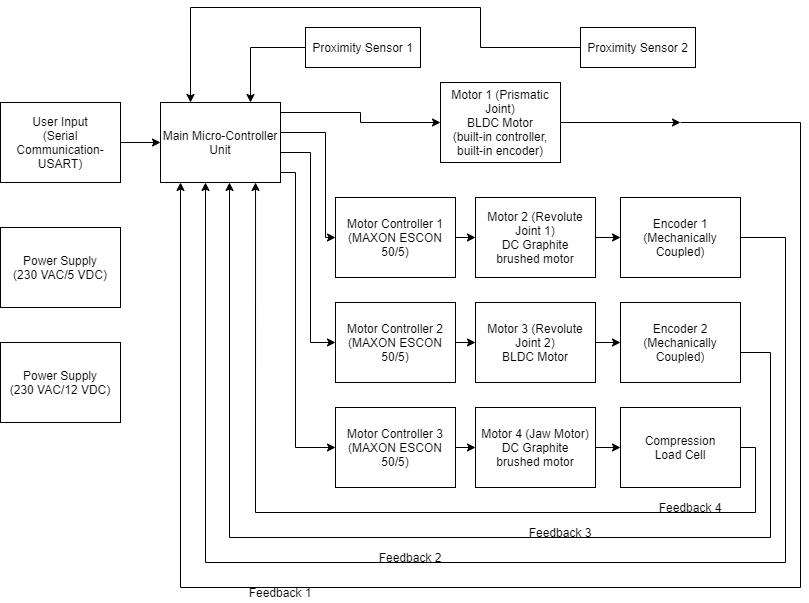 Proximity Sensor 1
Proximity Sensor 2
User Input
(Serial
Communication-
USART)
Main Micro-Controller
Unit
Motor 1 (Prismatic
Joint)
BLDC Motor
(built-in controller,
built-in encoder)
Motor Controller 1
(MAXON ESCON
50/5)
Motor 2 (Revolute
Joint 1)
DC Graphite
brushed motor
Encoder 1
(Mechanically
Coupled)
Power Supply
(230 VAC/5 VDC)
Motor Controller 2
(MAXON ESCON
50/5)
Motor 3 (Revolute
Joint 2)
BLDC Motor
Encoder 2
(Mechanically
Coupled)
Power Supply
(230 VAC/12 VDC)
Motor Controller 3
(MAXON ESCON
50/5)
Motor 4 (Jaw Motor)
DC Graphite
brushed motor
Compression
Load Cell
Feedback 4
Feedback 3
Feedback 2
Feedback 1